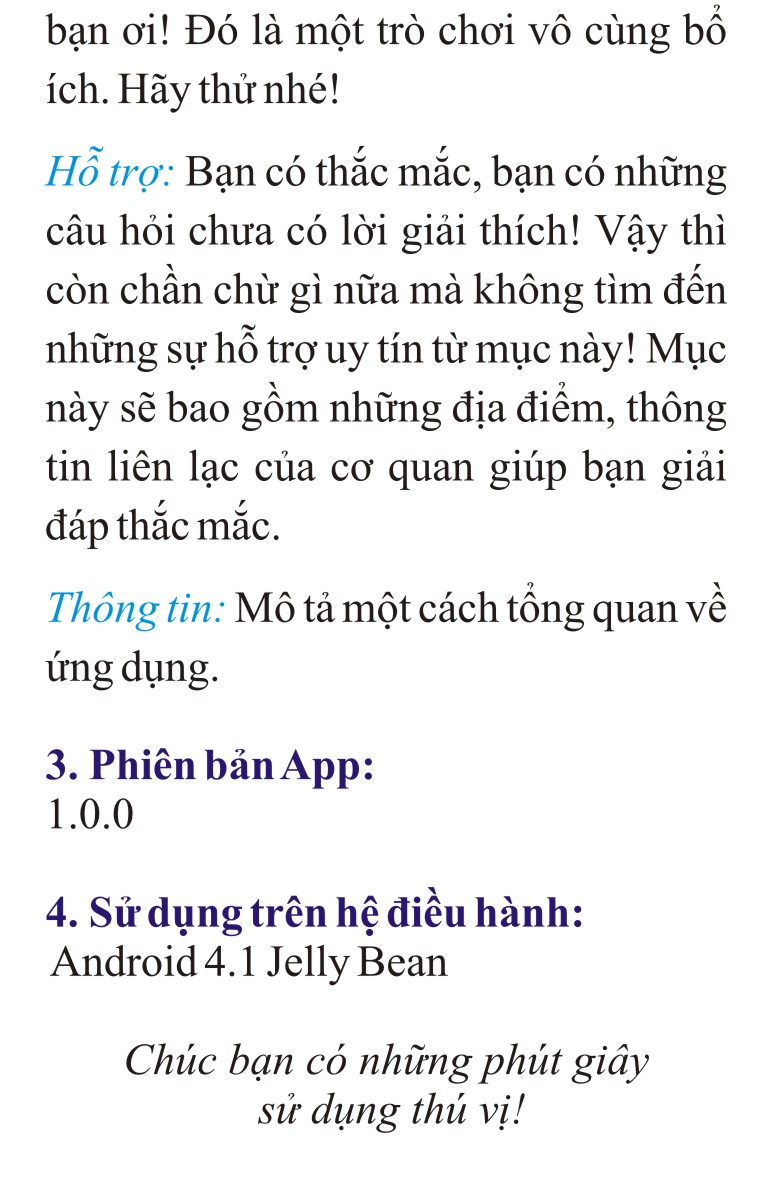 bạn ơi! Đó là một trò chơi vô cùng bổ
ích. Hãy thử nhé!
Hỗ trợ: Bạn có thắc mắc, bạn có những
câu hỏi chưa có lời giải thích! Vậy thì
còn chần chừ gì nữa mà không tìm đến
những sự hỗ trợ uy tín từ mục này! Mục
này sẽ bao gồm những địa điểm, thông
tin liên lạc của cơ quan giúp bạn giải
đáp thắc mắc.
Thông tin: Mô tả một cách tổng quan về
ứng dụng.
3. Phiên bản App:
1.0.0
4. Sử dụng trên hệ điều hành:
Android 4.1 Jelly Bean
Chúc bạn có những phút giây
sử dụng thú vị!